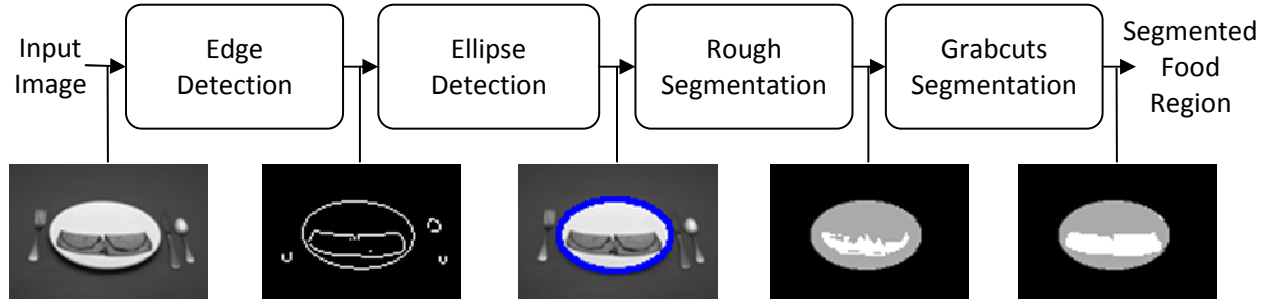 Input
Image
Edge
Detection
Ellipse
Detection
Rough
Segmentation
Grabcuts
Segmentation
Segmented
Food
Region